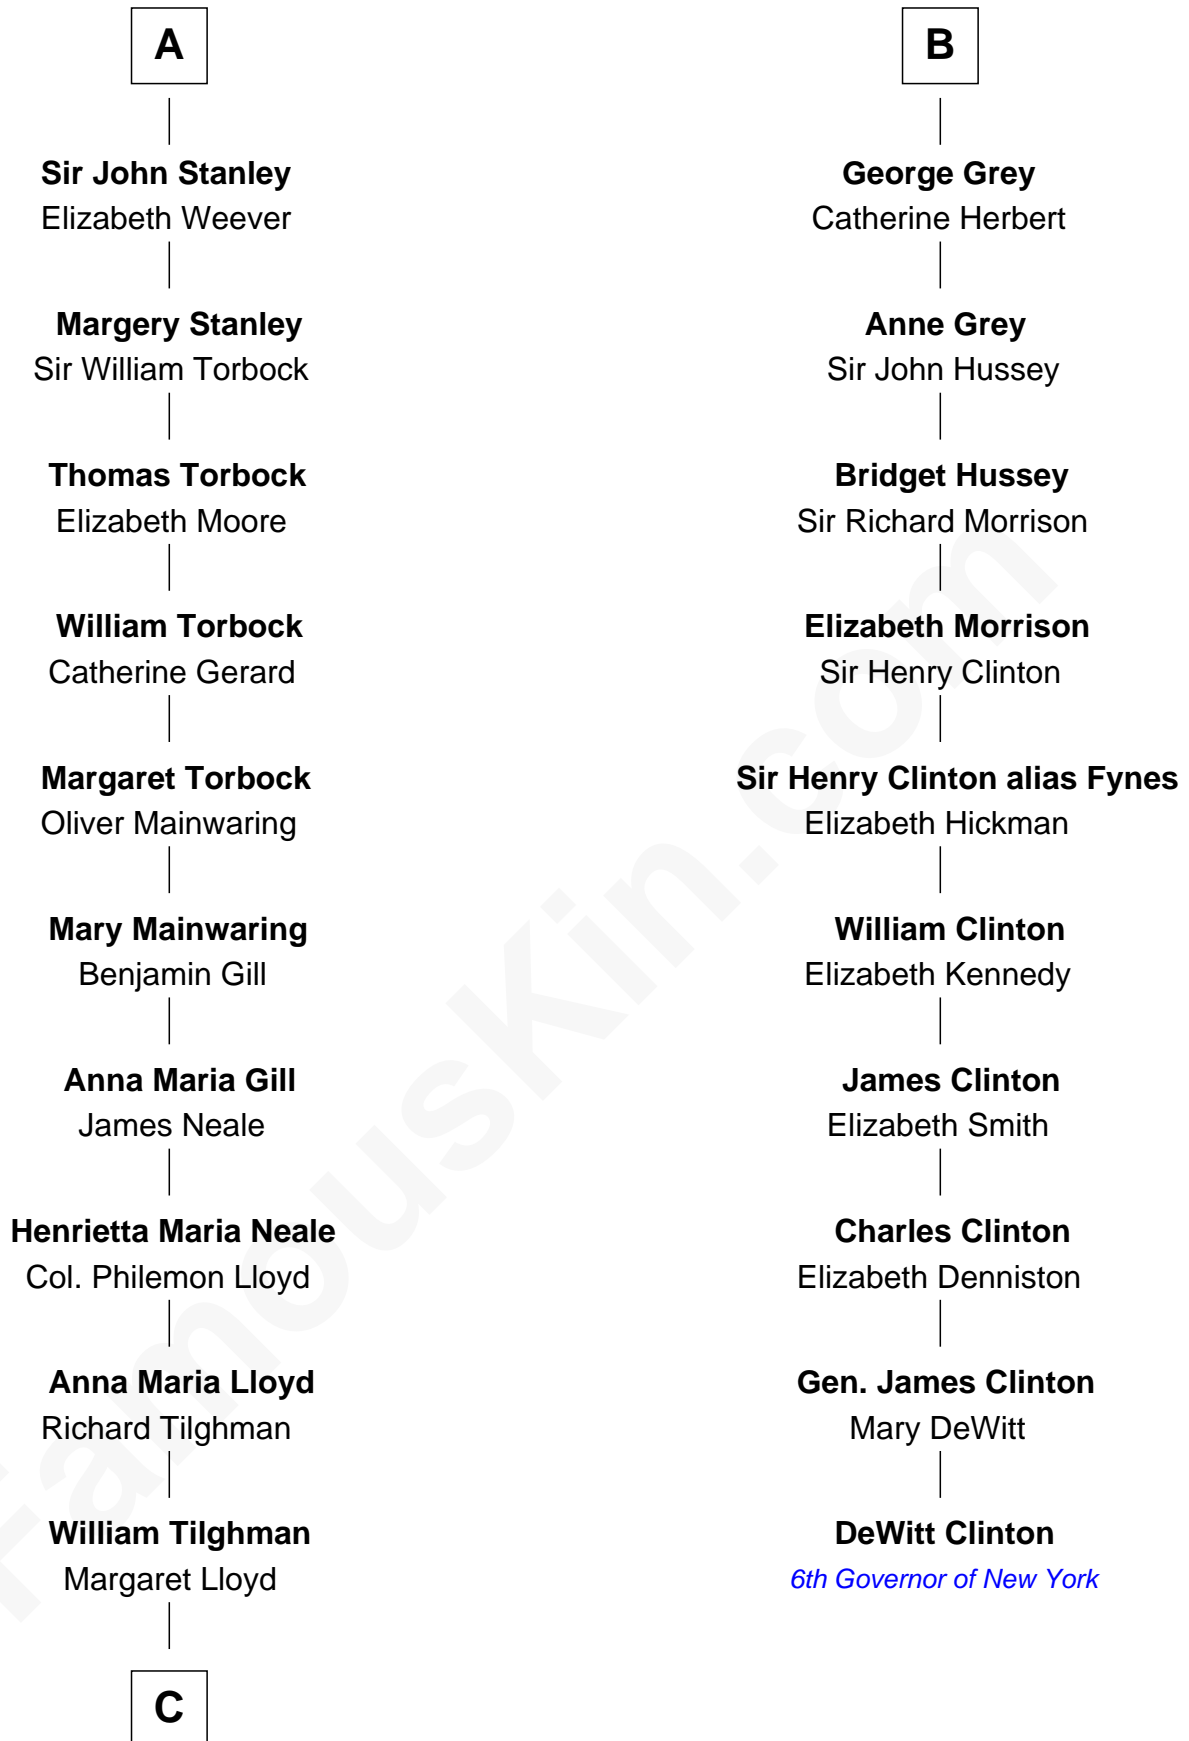 A
Sir John Stanley
Elizabeth Weever
Margery Stanley
Sir William Torbock
Thomas Torbock
Elizabeth Moore
William Torbock
Catherine Gerard
Margaret Torbock
Oliver Mainwaring
Mary Mainwaring
Benjamin Gill
Anna Maria Gill
James Neale
Henrietta Maria Neale
Col. Philemon Lloyd
Anna Maria Lloyd
Richard Tilghman
William Tilghman
Margaret Lloyd
C
B
George Grey
Catherine Herbert
Anne Grey
Sir John Hussey
Bridget Hussey
Sir Richard Morrison
Elizabeth Morrison
Sir Henry Clinton
Sir Henry Clinton alias Fynes
Elizabeth Hickman
William Clinton
Elizabeth Kennedy
James Clinton
Elizabeth Smith
Charles Clinton
Elizabeth Denniston
Gen. James Clinton
Mary DeWitt
DeWitt Clinton
6th Governor of New York
FamousKin.com